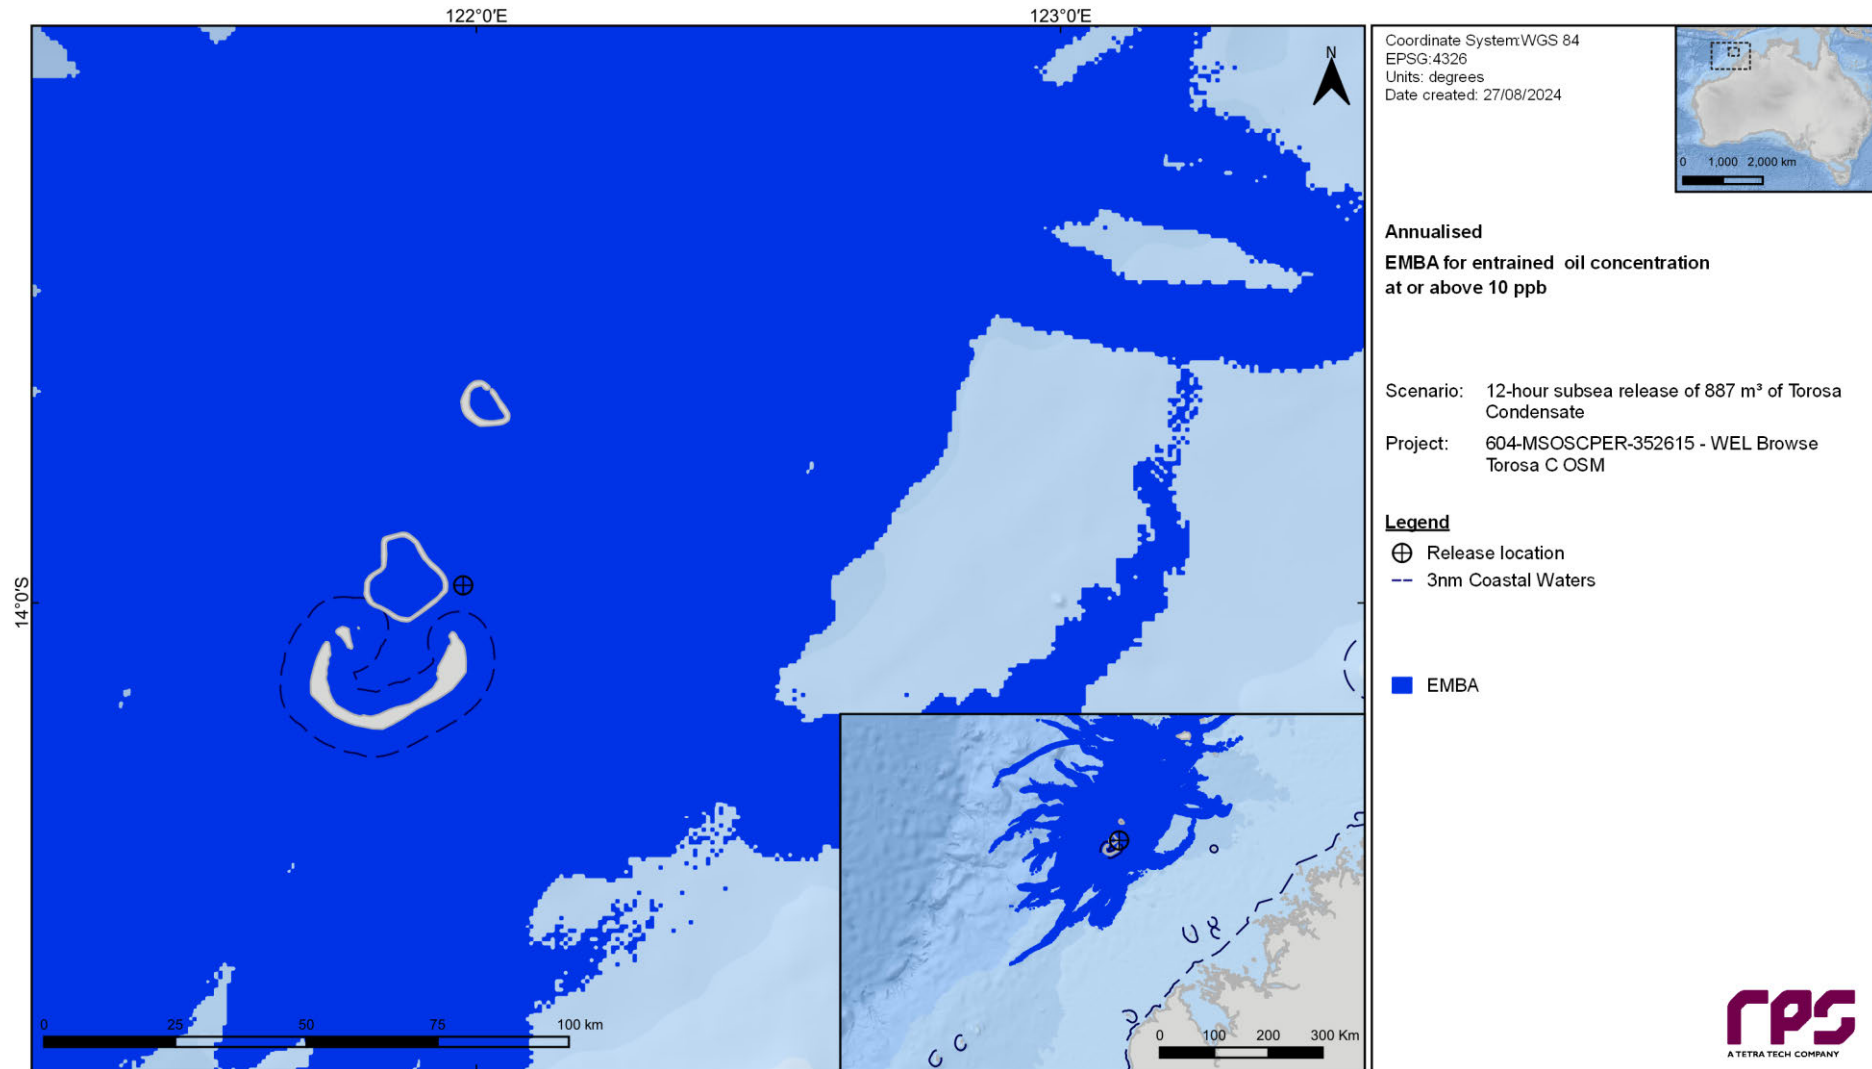 122°0′E
123°0′E
14°0′S
N
0 25 50 75 100 km
0 100 200 300 Km
Coordinate System:WGS 84
EPSG:4326
Units: degrees
Date created: 27/08/2024
0 1,000 2,000 km
Annualised
EMBA for entrained oil concentration
at or above 10 ppb
Scenario: 12-hour subsea release of 887 m³ of Torosa
Condensate
Project: 604-MSOSCPER-352615 - WEL Browse
Torosa C OSM
Legend
Release location
3nm Coastal Waters
EMBA
rps
A TETRA TECH COMPANY